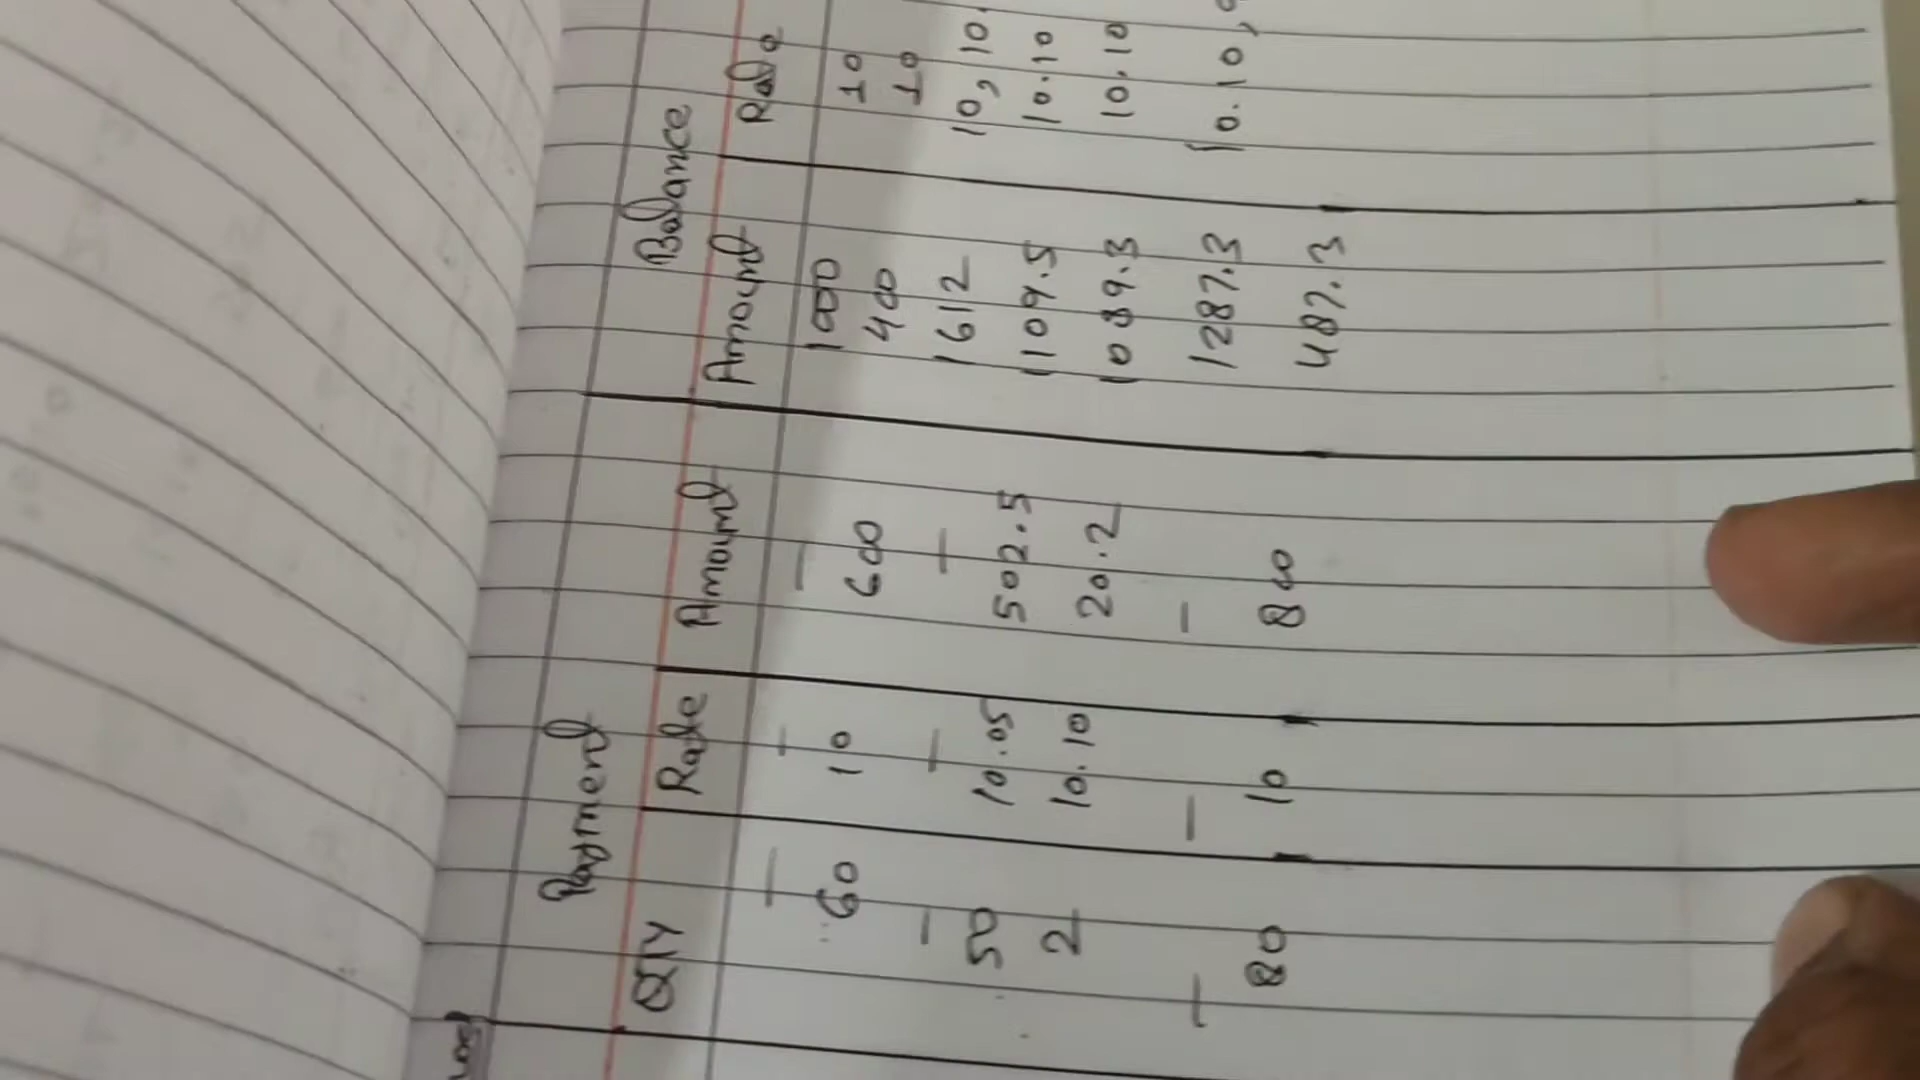 Payment Balance
QTY Rate Amount Amount Rate
— — — 1000 10
60 10 600 400 10
— — — 1612 10, 10.
50 10.05 502.5 1109.5 10.10
2 10.10 20.2 1089.3 10.10
— — — 1287.3 10.10,
80 10 800 487.3